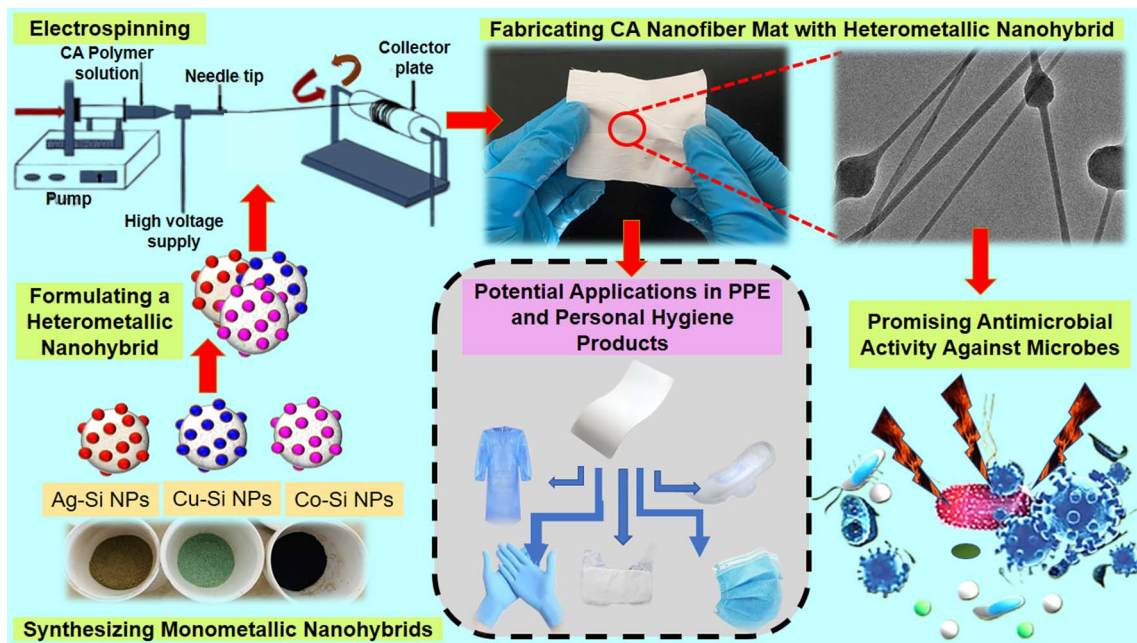 Electrospinning
CA Polymer
solution
Needle tip
Collector
plate
Pump
High voltage
supply
Fabricating CA Nanofiber Mat with Heterometallic Nanohybrid
Formulating a
Heterometallic
Nanohybrid
Ag-Si NPs
Cu-Si NPs
Co-Si NPs
Synthesizing Monometallic Nanohybrids
Potential Applications in PPE
and Personal Hygiene
Products
Promising Antimicrobial
Activity Against Microbes